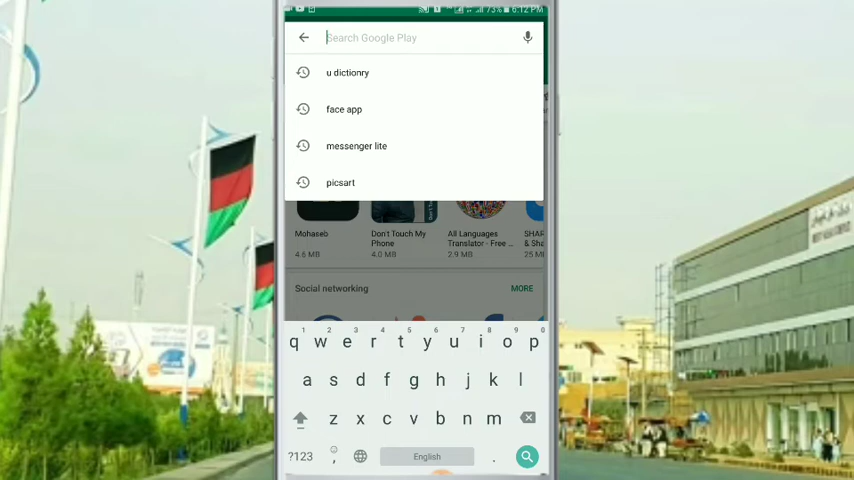 73% 6:12 PM
Search Google Play
u dictionry
face app
messenger lite
picsart
Mohaseb
4.6 MB
Don't Touch My
Phone
4.0 MB
All Languages
Translator - Free ...
2.9 MB
SHAR
& Sha
25 M
Social networking
MORE
1 2 3 4 5 6 7 8 9 0
q w e r t y u i o p
a s d f g h j k l
z x c v b n m
?123 , English .